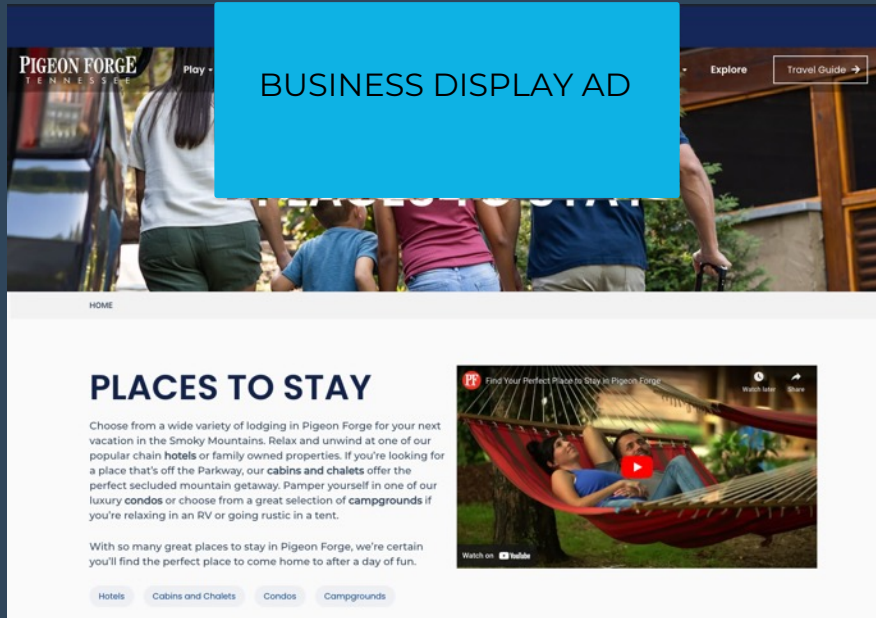 PIGEON FORGE
TENNESSEE
Play
BUSINESS DISPLAY AD
Explore
Travel Guide →
PLACES TO STAY
HOME
PLACES TO STAY
PF Find Your Perfect Place to Stay in Pigeon Forge
Watch later
Share
Choose from a wide variety of lodging in Pigeon Forge for your next
vacation in the Smoky Mountains. Relax and unwind at one of our
popular chain hotels or family owned properties. If you're looking for
a place that's off the Parkway, our cabins and chalets offer the
perfect secluded mountain getaway. Pamper yourself in one of our
luxury condos or choose from a great selection of campgrounds if
you're relaxing in an RV or going rustic in a tent.
With so many great places to stay in Pigeon Forge, we're certain
you'll find the perfect place to come home to after a day of fun.
Watch on YouTube
Hotels
Cabins and Chalets
Condos
Campgrounds